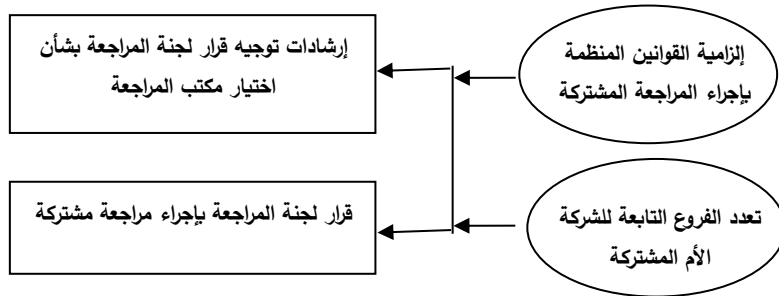 إلزامية القوانين المنظمة
بإجراء المراجعة المشتركة
إرشادات توجيه قرار لجنة المراجعة بشأن
اختيار مكتب المراجعة
تعدد الفروع التابعة للشركة
الأم المشتركة
قرار لجنة المراجعة بإجراء مراجعة مشتركة